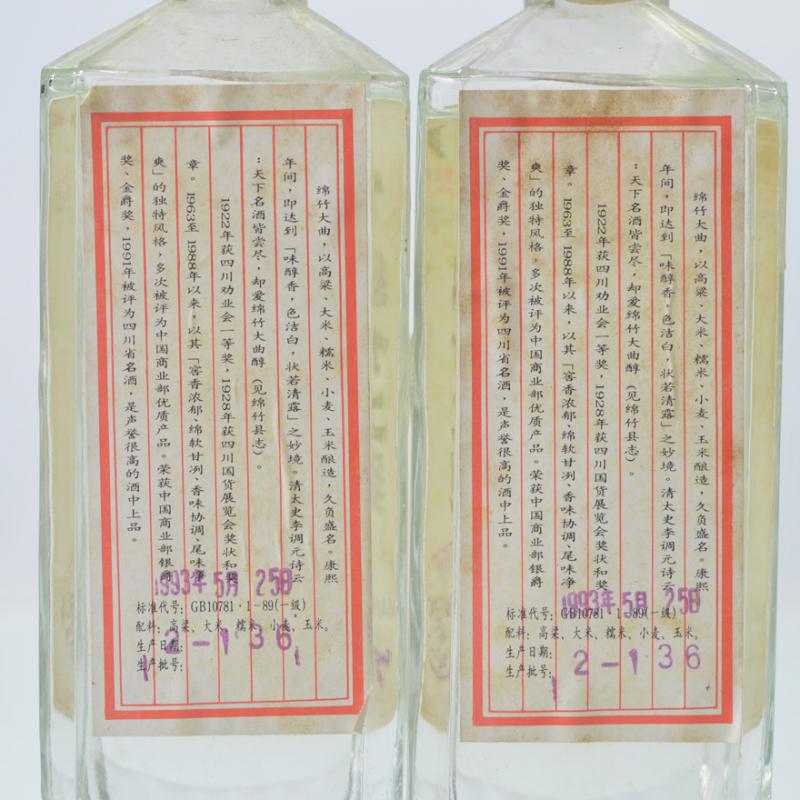 绵竹大曲，以高粱、大米、糯米、小麦、玉米酿造，久负盛名。康熙
年间，即达到「味醇香，色洁白，状若清露」之妙境。清太史李调元诗云
：天下名酒皆尝尽，却爱绵竹大曲醇（见绵竹县志）。
1922年获四川劝业会一等奖，1928年获四川国货展览会奖状和奖
章。1963至1988年以来，以其「窖香浓郁、绵软甘冽、香味协调、尾味净
爽」的独特风格，多次被评为中国商业部优质产品。荣获中国商业部银爵
奖、金爵奖，1991年被评为四川省名酒，是声誉很高的酒中上品。
1993年5月25日
标准代号：GB10781·1-89(一级)
配料：高粱、大米、糯米、小麦、玉米。
生产日期：
生产批号：
12-136
绵竹大曲，以高粱、大米、糯米、小麦、玉米酿造，久负盛名。康熙
年间，即达到「味醇香，色洁白，状若清露」之妙境。清太史李调元诗云
：天下名酒皆尝尽，却爱绵竹大曲醇（见绵竹县志）。
1922年获四川劝业会一等奖，1928年获四川国货展览会奖状和奖
章。1963至1988年以来，以其「窖香浓郁、绵软甘冽、香味协调、尾味净
爽」的独特风格，多次被评为中国商业部优质产品。荣获中国商业部银爵
奖、金爵奖，1991年被评为四川省名酒，是声誉很高的酒中上品。
1993年5月25日
标准代号：GB10781·1-89(一级)
配料：高粱、大米、糯米、小麦、玉米。
生产日期：
生产批号：
12-136